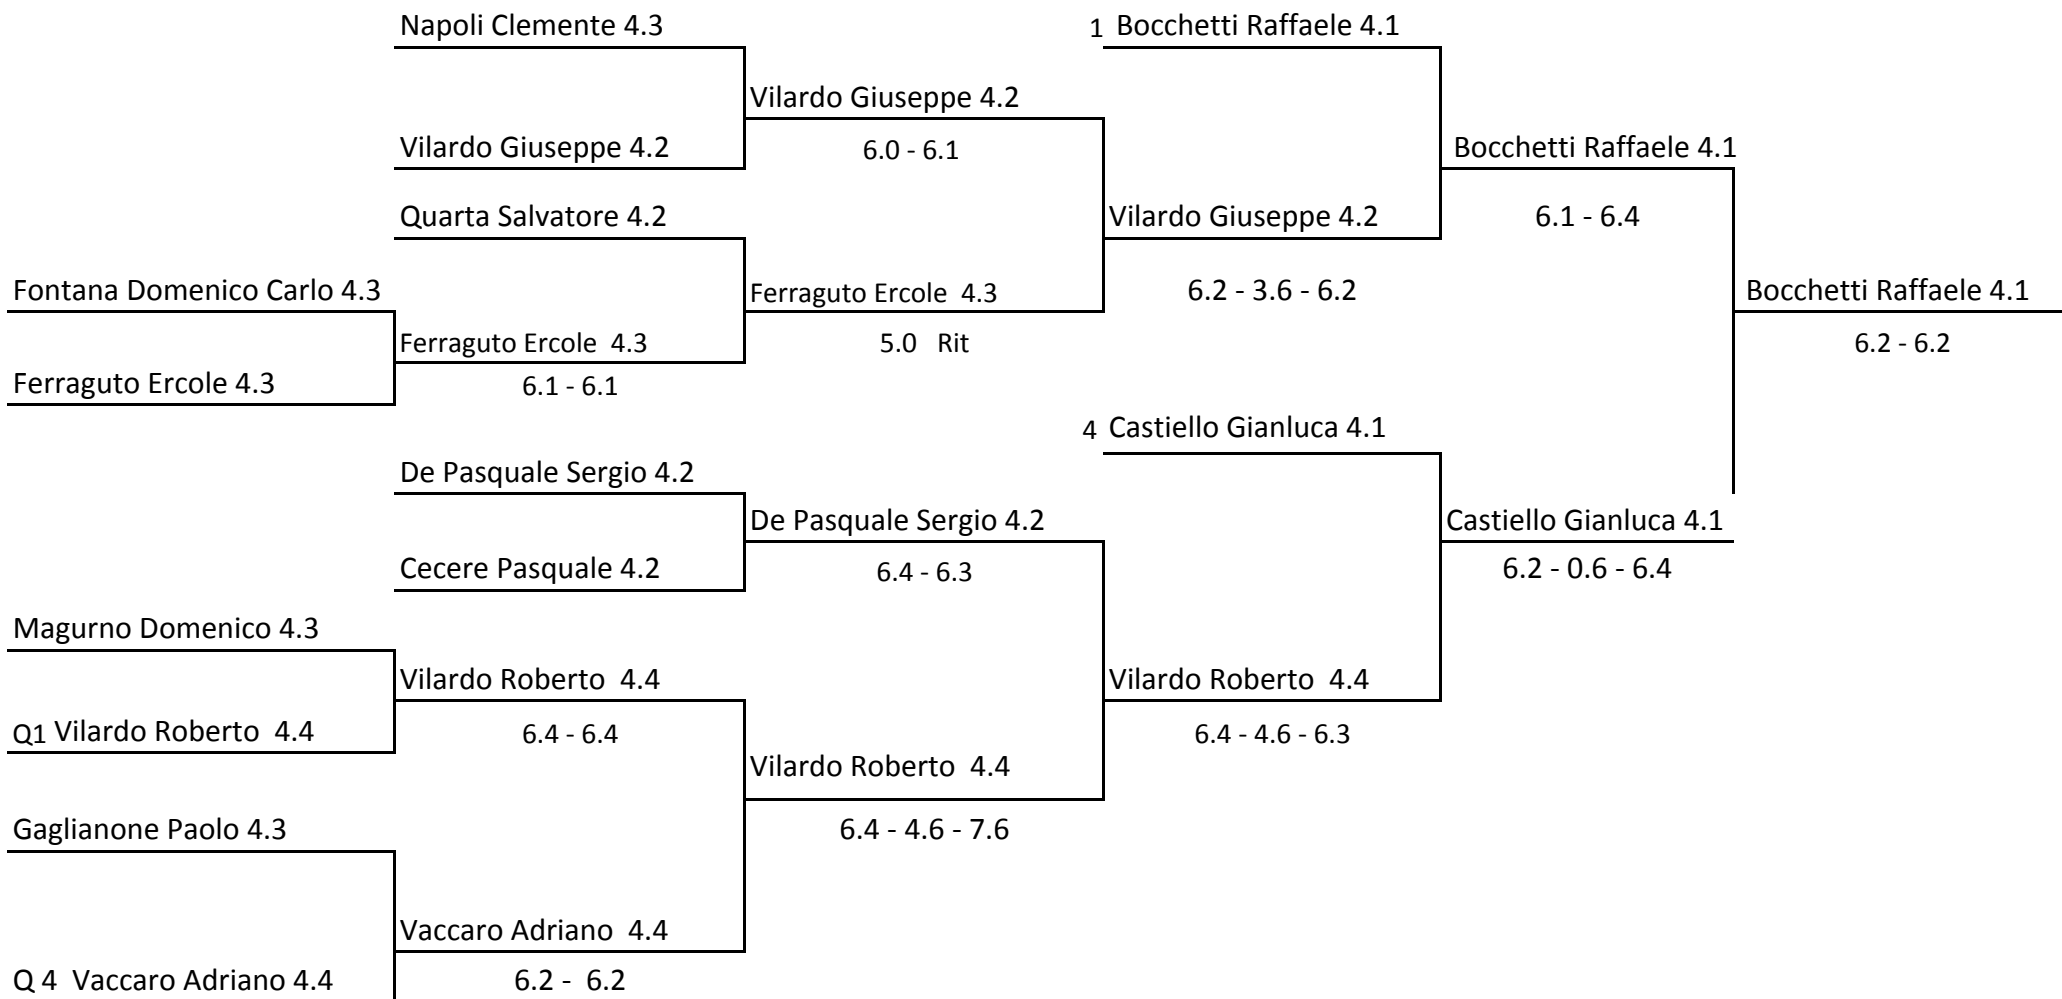 Napoli Clemente 4.3
1 Bocchetti Raffaele 4.1
Vilardo Giuseppe 4.2
Vilardo Giuseppe 4.2
6.0 - 6.1
Bocchetti Raffaele 4.1
Quarta Salvatore 4.2
Vilardo Giuseppe 4.2
6.1 - 6.4
Fontana Domenico Carlo 4.3
Ferraguto Ercole 4.3
6.2 - 3.6 - 6.2
Bocchetti Raffaele 4.1
Ferraguto Ercole 4.3
5.0 Rit
6.2 - 6.2
Ferraguto Ercole 4.3
6.1 - 6.1
4 Castiello Gianluca 4.1
De Pasquale Sergio 4.2
De Pasquale Sergio 4.2
Castiello Gianluca 4.1
Cecere Pasquale 4.2
6.4 - 6.3
6.2 - 0.6 - 6.4
Magurno Domenico 4.3
Vilardo Roberto 4.4
Vilardo Roberto 4.4
Q1 Vilardo Roberto 4.4
6.4 - 6.4
6.4 - 4.6 - 6.3
Vilardo Roberto 4.4
Gaglianone Paolo 4.3
6.4 - 4.6 - 7.6
Vaccaro Adriano 4.4
Q 4 Vaccaro Adriano 4.4
6.2 - 6.2